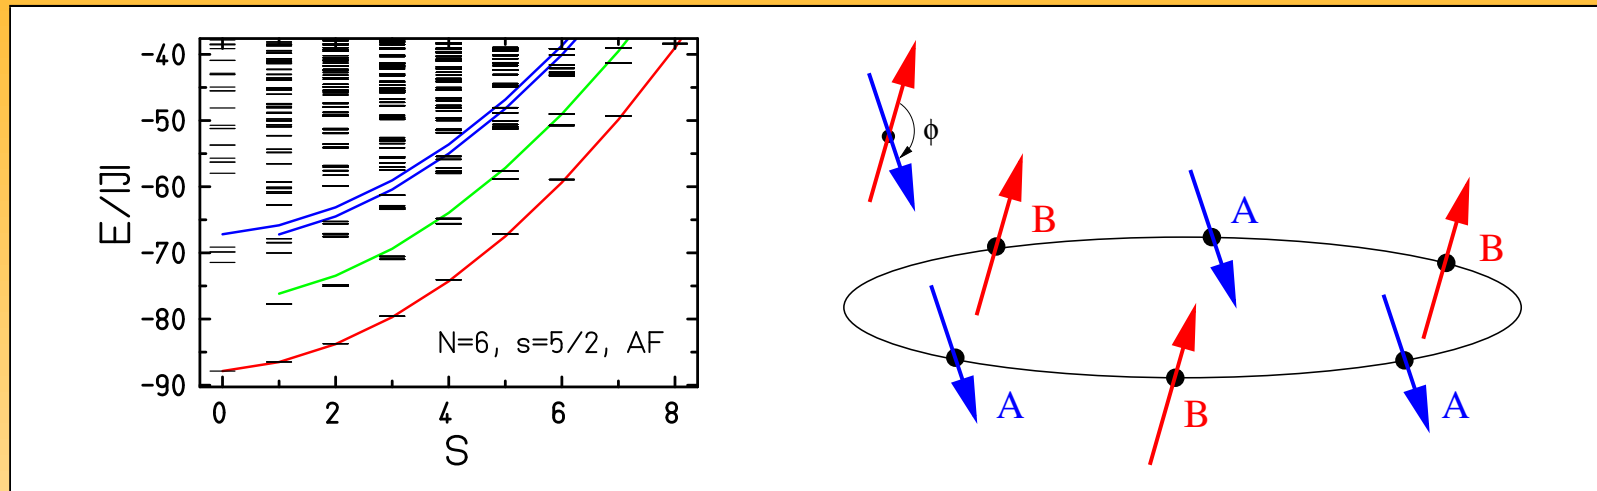 −40
−50
−60
−70
−80
−90
E/|J|
0 2 4 6 8
S
N=6, s=5/2, AF
ϕ
B
A
B
A
B
A